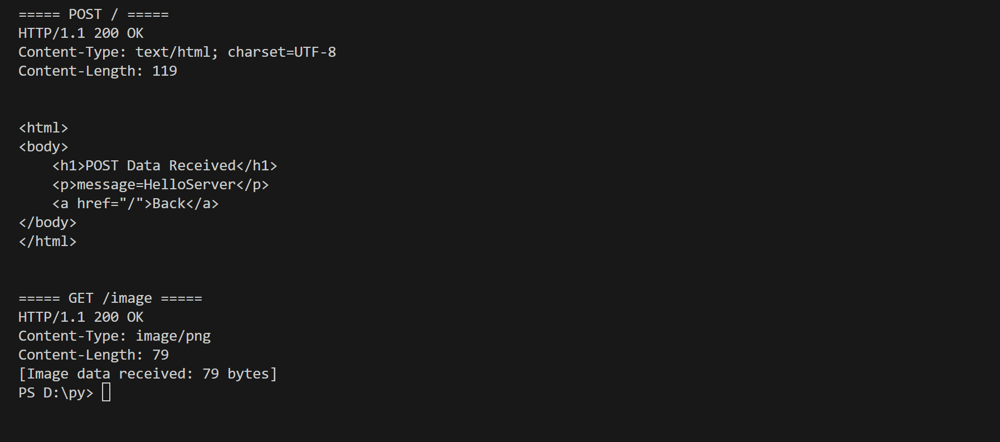 ===== POST / =====
HTTP/1.1 200 OK
Content-Type: text/html; charset=UTF-8
Content-Length: 119
<html>
<body>
    <h1>POST Data Received</h1>
    <p>message=HelloServer</p>
    <a href="/">Back</a>
</body>
</html>
===== GET /image =====
HTTP/1.1 200 OK
Content-Type: image/png
Content-Length: 79
[Image data received: 79 bytes]
PS D:\py>